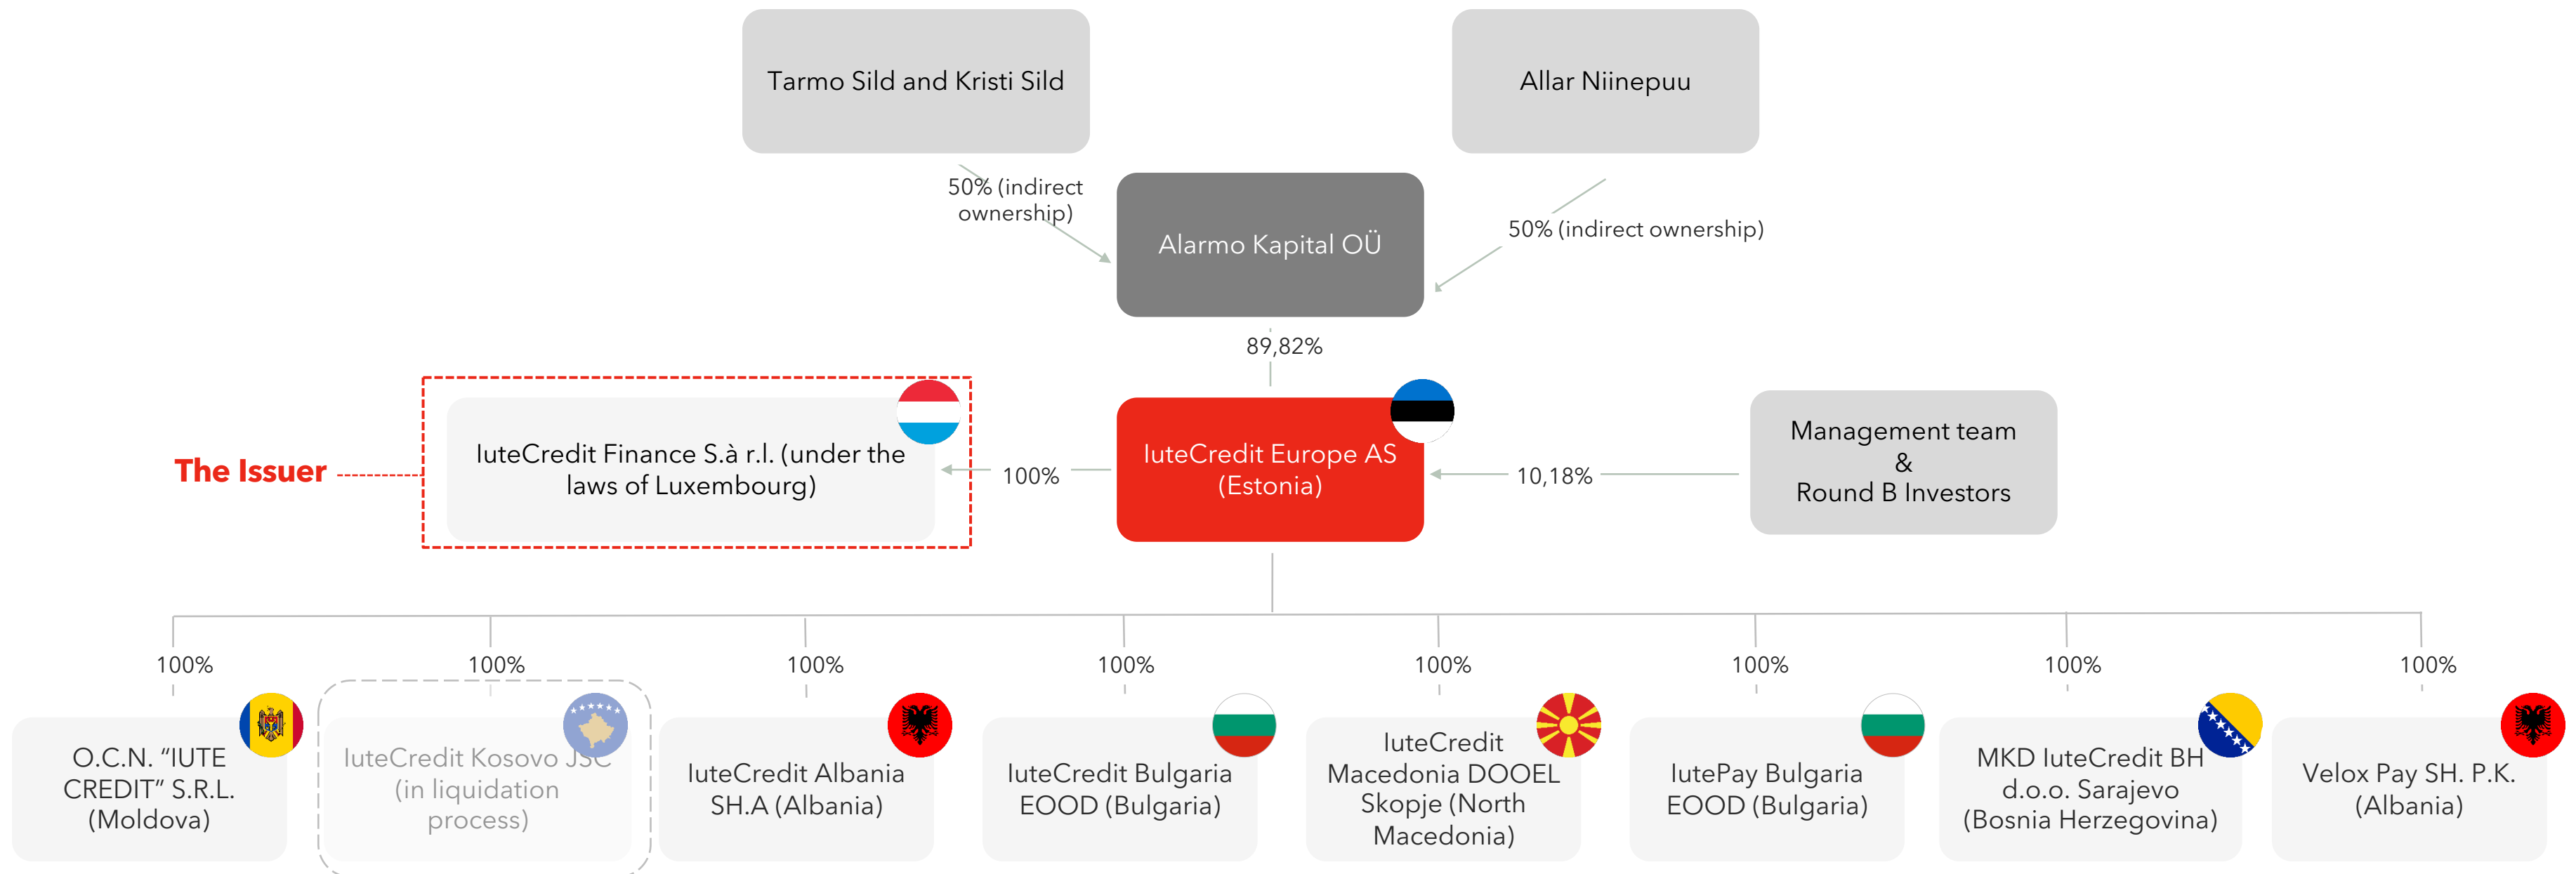 Tarmo Sild and Kristi Sild
Allar Niinepuu
50% (indirect
ownership)
Alarmo Kapital OÜ
50% (indirect ownership)
89,82%
The Issuer
IuteCredit Finance S.à r.l. (under the
laws of Luxembourg)
100%
IuteCredit Europe AS
(Estonia)
10,18%
Management team
&
Round B Investors
100%
100%
100%
100%
100%
100%
100%
100%
O.C.N. “IUTE
CREDIT” S.R.L.
(Moldova)
IuteCredit Kosovo JSC
(in liquidation
process)
IuteCredit Albania
SH.A (Albania)
IuteCredit Bulgaria
EOOD (Bulgaria)
IuteCredit
Macedonia DOOEL
Skopje (North
Macedonia)
IutePay Bulgaria
EOOD (Bulgaria)
MKD IuteCredit BH
d.o.o. Sarajevo
(Bosnia Herzegovina)
Velox Pay SH. P.K.
(Albania)